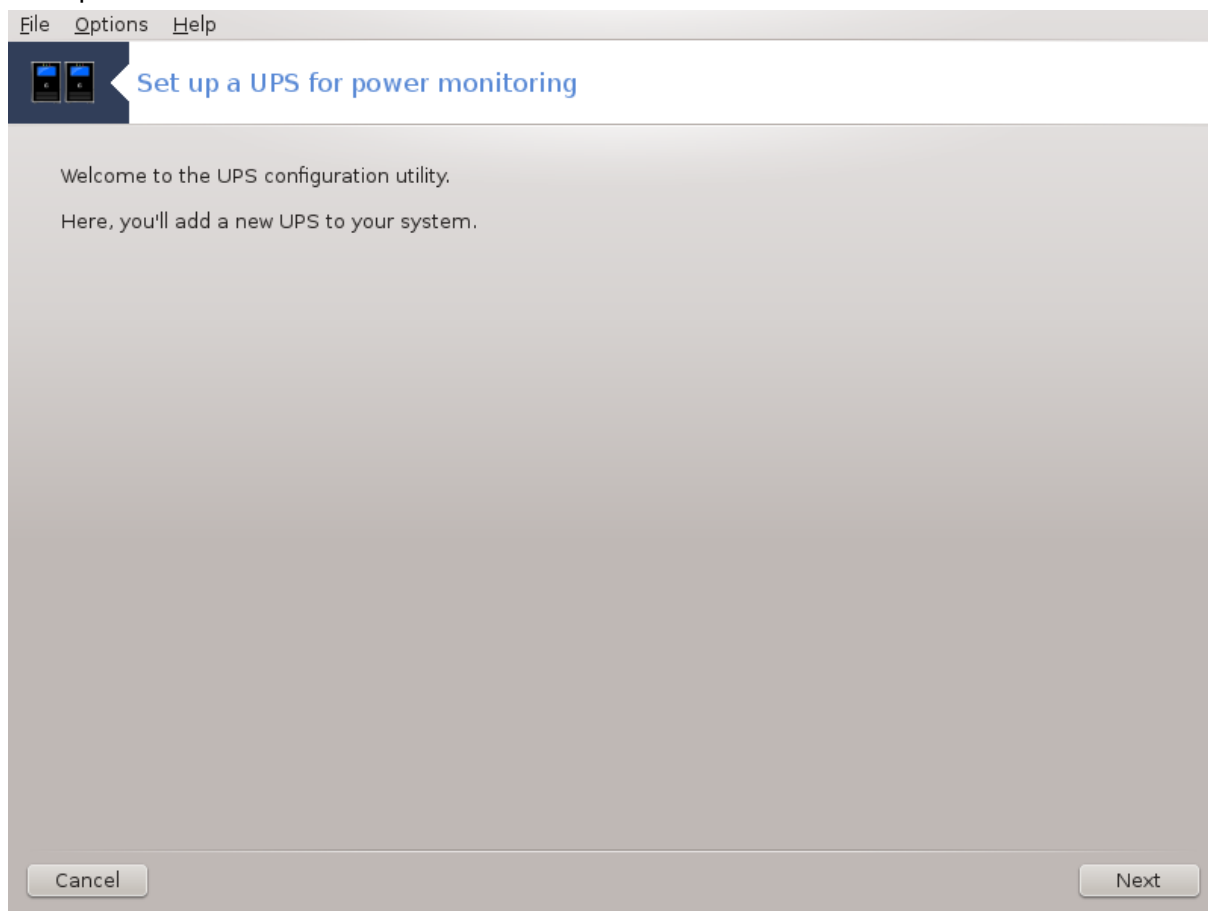 File Options Help
Set up a UPS for power monitoring
Welcome to the UPS configuration utility.
Here, you'll add a new UPS to your system.
Cancel Next